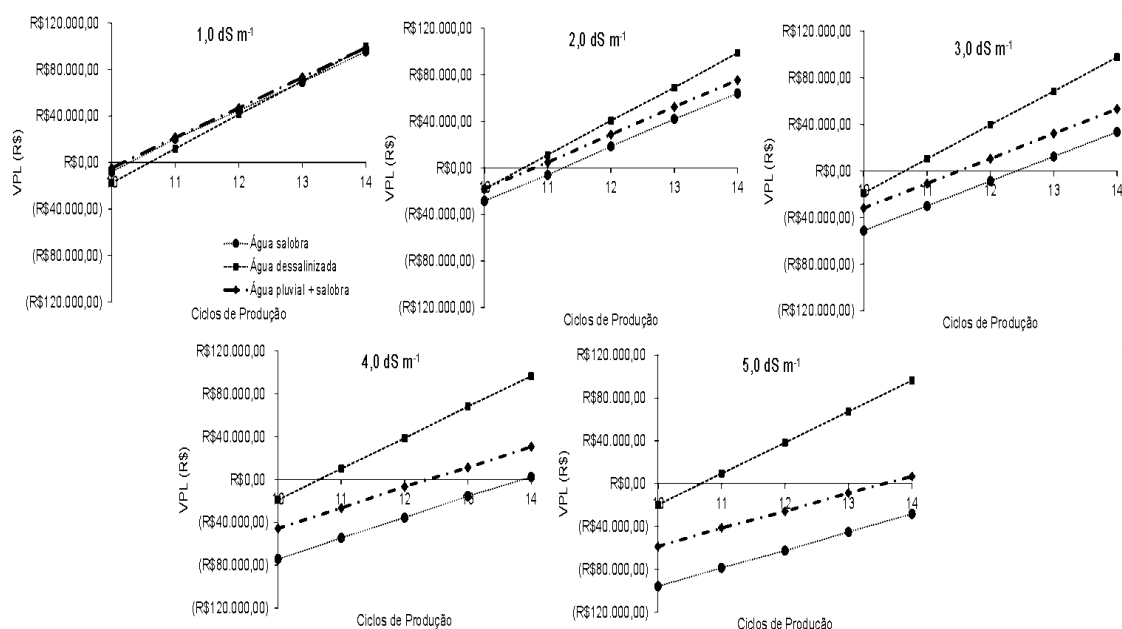 1,0 dS m⁻¹
VPL (R$)
R$120.000,00
R$80.000,00
R$40.000,00
R$0,00
(R$40.000,00)
(R$80.000,00)
(R$120.000,00)
10 11 12 13 14
Água salobra
Água dessalinizada
Água pluvial + salobra
Ciclos de Produção
2,0 dS m⁻¹
VPL (R$)
R$120.000,00
R$80.000,00
R$40.000,00
R$0,00
(R$40.000,00)
(R$80.000,00)
(R$120.000,00)
10 11 12 13 14
Ciclos de Produção
3,0 dS m⁻¹
VPL (R$)
R$120.000,00
R$80.000,00
R$40.000,00
R$0,00
(R$40.000,00)
(R$80.000,00)
(R$120.000,00)
10 11 12 13 14
Ciclos de Produção
4,0 dS m⁻¹
VPL (R$)
R$120.000,00
R$80.000,00
R$40.000,00
R$0,00
(R$40.000,00)
(R$80.000,00)
(R$120.000,00)
10 11 12 13 14
Ciclos de Produção
5,0 dS m⁻¹
VPL (R$)
R$120.000,00
R$80.000,00
R$40.000,00
R$0,00
(R$40.000,00)
(R$80.000,00)
(R$120.000,00)
10 11 12 13 14
Ciclos de Produção